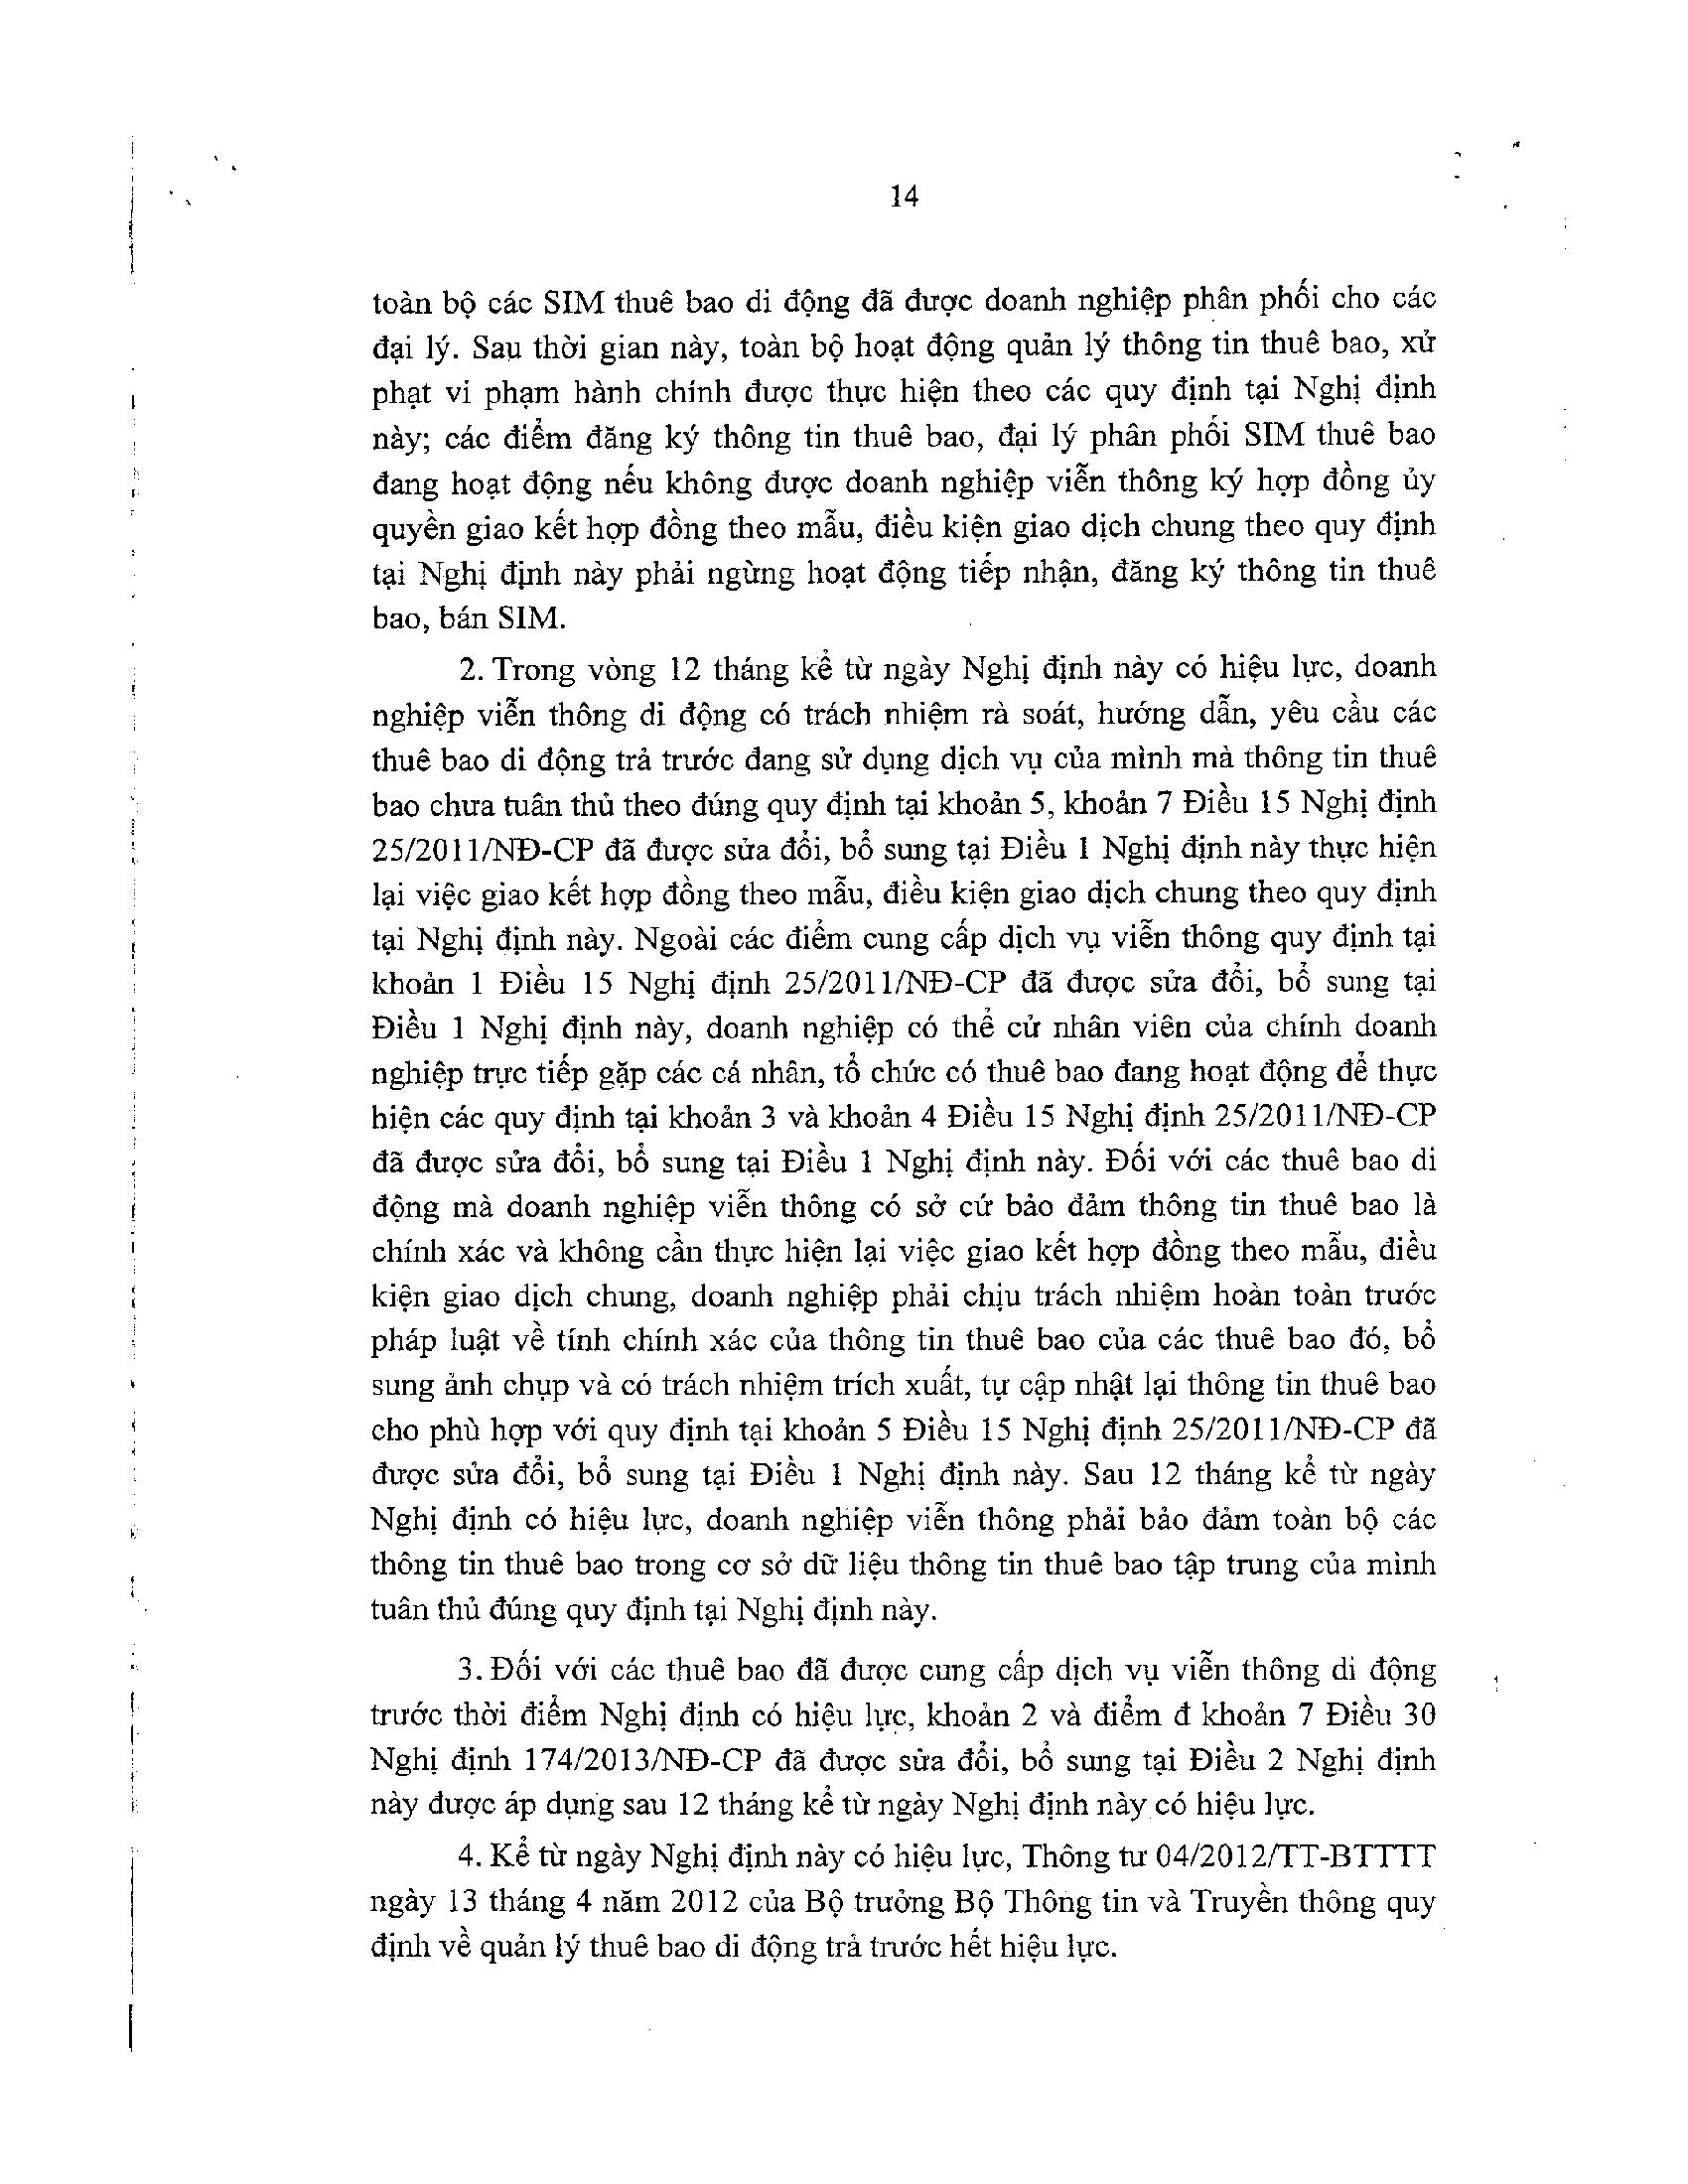 14
toàn bộ các SIM thuê bao di động đã được doanh nghiệp phân phối cho các
đại lý. Sau thời gian này, toàn bộ hoạt động quản lý thông tin thuê bao, xử
phạt vi phạm hành chính được thực hiện theo các quy định tại Nghị định
này; các điểm đăng ký thông tin thuê bao, đại lý phân phối SIM thuê bao
đang hoạt động nếu không được doanh nghiệp viễn thông ký hợp đồng ủy
quyền giao kết hợp đồng theo mẫu, điều kiện giao dịch chung theo quy định
tại Nghị định này phải ngừng hoạt động tiếp nhận, đăng ký thông tin thuê
bao, bán SIM.
2. Trong vòng 12 tháng kể từ ngày Nghị định này có hiệu lực, doanh
nghiệp viễn thông di động có trách nhiệm rà soát, hướng dẫn, yêu cầu các
thuê bao di động trả trước đang sử dụng dịch vụ của mình mà thông tin thuê
bao chưa tuân thủ theo đúng quy định tại khoản 5, khoản 7 Điều 15 Nghị định
25/2011/NĐ-CP đã được sửa đổi, bổ sung tại Điều 1 Nghị định này thực hiện
lại việc giao kết hợp đồng theo mẫu, điều kiện giao dịch chung theo quy định
tại Nghị định này. Ngoài các điểm cung cấp dịch vụ viễn thông quy định tại
khoản 1 Điều 15 Nghị định 25/2011/NĐ-CP đã được sửa đổi, bổ sung tại
Điều 1 Nghị định này, doanh nghiệp có thể cử nhân viên của chính doanh
nghiệp trực tiếp gặp các cá nhân, tổ chức có thuê bao đang hoạt động để thực
hiện các quy định tại khoản 3 và khoản 4 Điều 15 Nghị định 25/2011/NĐ-CP
đã được sửa đổi, bổ sung tại Điều 1 Nghị định này. Đối với các thuê bao di
động mà doanh nghiệp viễn thông có sở cứ bảo đảm thông tin thuê bao là
chính xác và không cần thực hiện lại việc giao kết hợp đồng theo mẫu, điều
kiện giao dịch chung, doanh nghiệp phải chịu trách nhiệm hoàn toàn trước
pháp luật về tính chính xác của thông tin thuê bao của các thuê bao đó, bổ
sung ảnh chụp và có trách nhiệm trích xuất, tự cập nhật lại thông tin thuê bao
cho phù hợp với quy định tại khoản 5 Điều 15 Nghị định 25/2011/NĐ-CP đã
được sửa đổi, bổ sung tại Điều 1 Nghị định này. Sau 12 tháng kể từ ngày
Nghị định có hiệu lực, doanh nghiệp viễn thông phải bảo đảm toàn bộ các
thông tin thuê bao trong cơ sở dữ liệu thông tin thuê bao tập trung của mình
tuân thủ đúng quy định tại Nghị định này.
3. Đối với các thuê bao đã được cung cấp dịch vụ viễn thông di động
trước thời điểm Nghị định có hiệu lực, khoản 2 và điểm đ khoản 7 Điều 30
Nghị định 174/2013/NĐ-CP đã được sửa đổi, bổ sung tại Điều 2 Nghị định
này được áp dụng sau 12 tháng kể từ ngày Nghị định này có hiệu lực.
4. Kể từ ngày Nghị định này có hiệu lực, Thông tư 04/2012/TT-BTTTT
ngày 13 tháng 4 năm 2012 của Bộ trưởng Bộ Thông tin và Truyền thông quy
định về quản lý thuê bao di động trả trước hết hiệu lực.